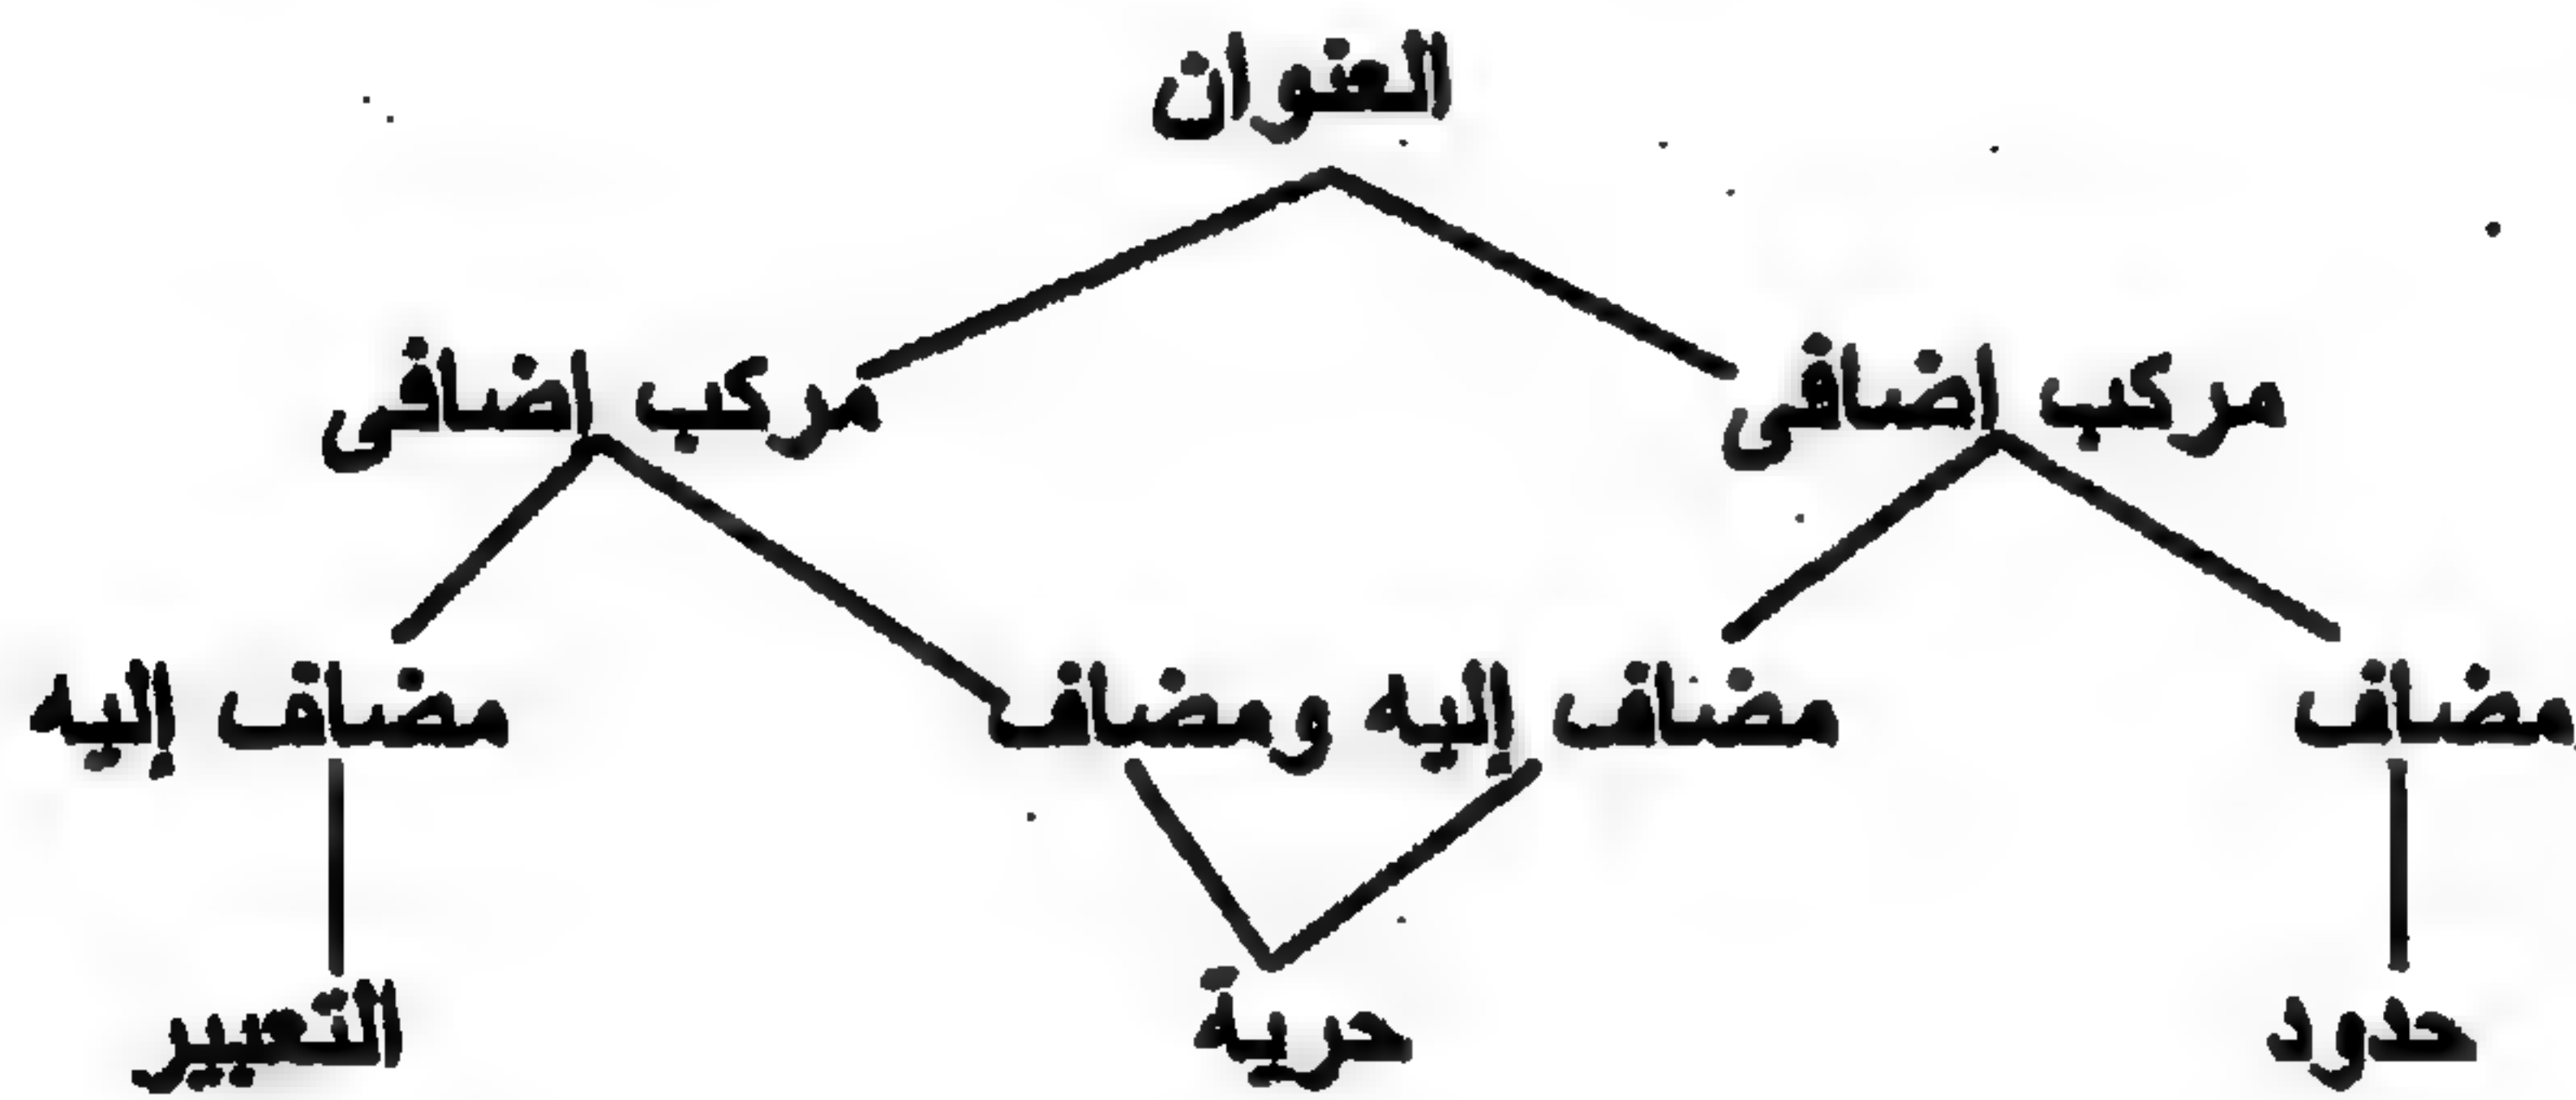 العنوان
مركب إضافى مركب إضافى
مضاف مضاف إليه ومضاف مضاف إليه
حدود حرية التعبير